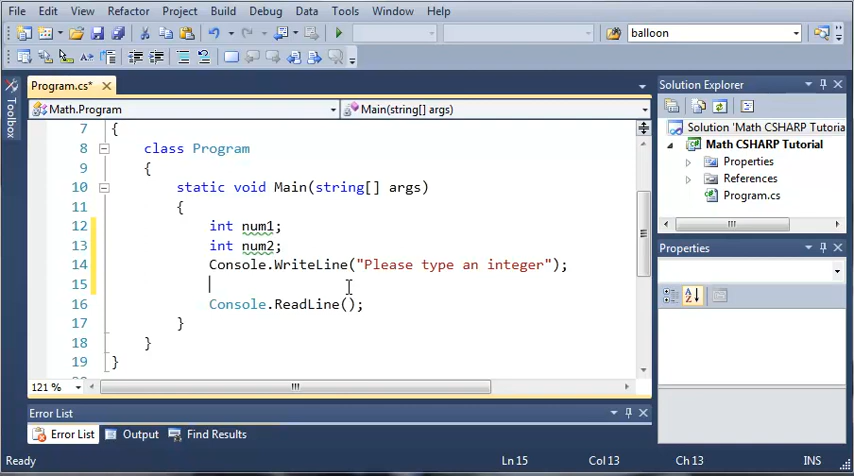 File Edit View Refactor Project Build Debug Data Tools Window Help
balloon
Toolbox
Program.cs*
Math.Program
Main(string[] args)
7 {
8 class Program
9 {
10 static void Main(string[] args)
11 {
12 int num1;
13 int num2;
14 Console.WriteLine("Please type an integer");
15
16 Console.ReadLine();
17 }
18 }
19 }
121 %
Solution Explorer
Solution 'Math CSHARP Tutoria
Math CSHARP Tutorial
Properties
References
Program.cs
Properties
Error List
Error List Output Find Results
Ready Ln 15 Col 13 Ch 13 INS